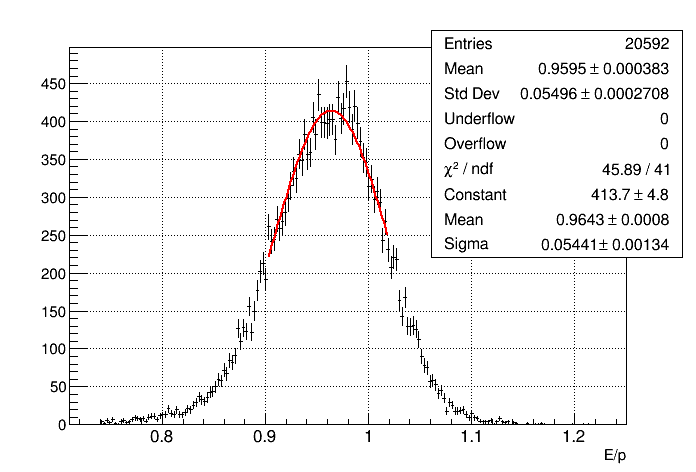 Entries 20592
Mean 0.9595 ± 0.000383
Std Dev 0.05496 ± 0.0002708
Underflow 0
Overflow 0
χ² / ndf 45.89 / 41
Constant 413.7 ± 4.8
Mean 0.9643 ± 0.0008
Sigma 0.05441 ± 0.00134
450
400
350
300
250
200
150
100
50
0
0.8 0.9 1 1.1 1.2
E/p